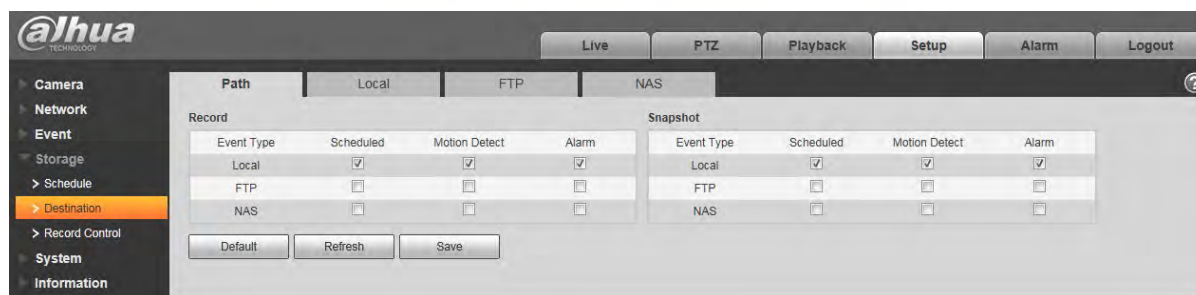 alhua
TECHNOLOGY
Live PTZ Playback Setup Alarm Logout
Camera
Network
Event
Storage
> Schedule
> Destination
> Record Control
System
Information
Path Local FTP NAS ?
Record
Event Type Scheduled Motion Detect Alarm
Local
FTP
NAS
Snapshot
Event Type Scheduled Motion Detect Alarm
Local
FTP
NAS
Default Refresh Save